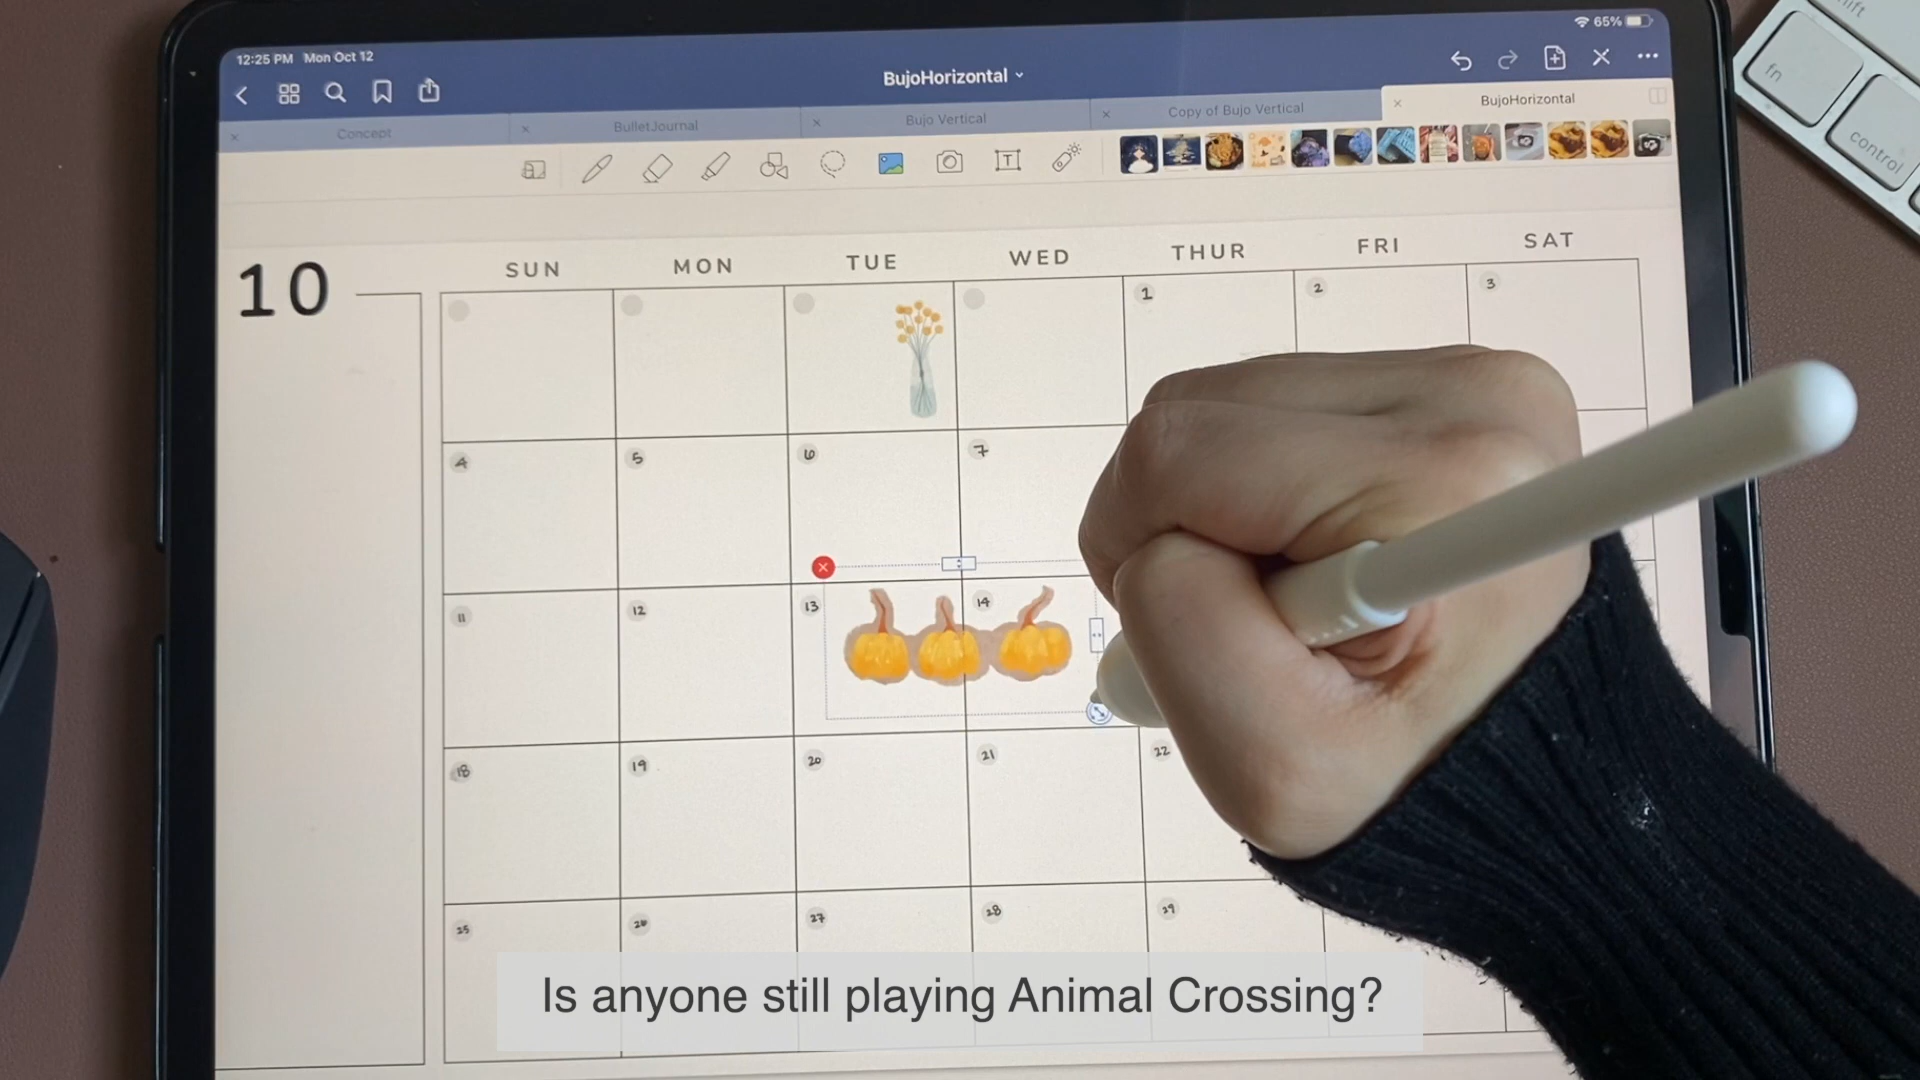 12:25 PM Mon Oct 12
65%
BujoHorizontal
Concept
BulletJournal
Bujo Vertical
Copy of Bujo Vertical
BujoHorizontal
T
fn
control
10
SUN MON TUE WED THUR FRI SAT
1 2 3
4 5 6 7
11 12 13 14
18 19 20 21 22
25 26 27 28 29
Is anyone still playing Animal Crossing?